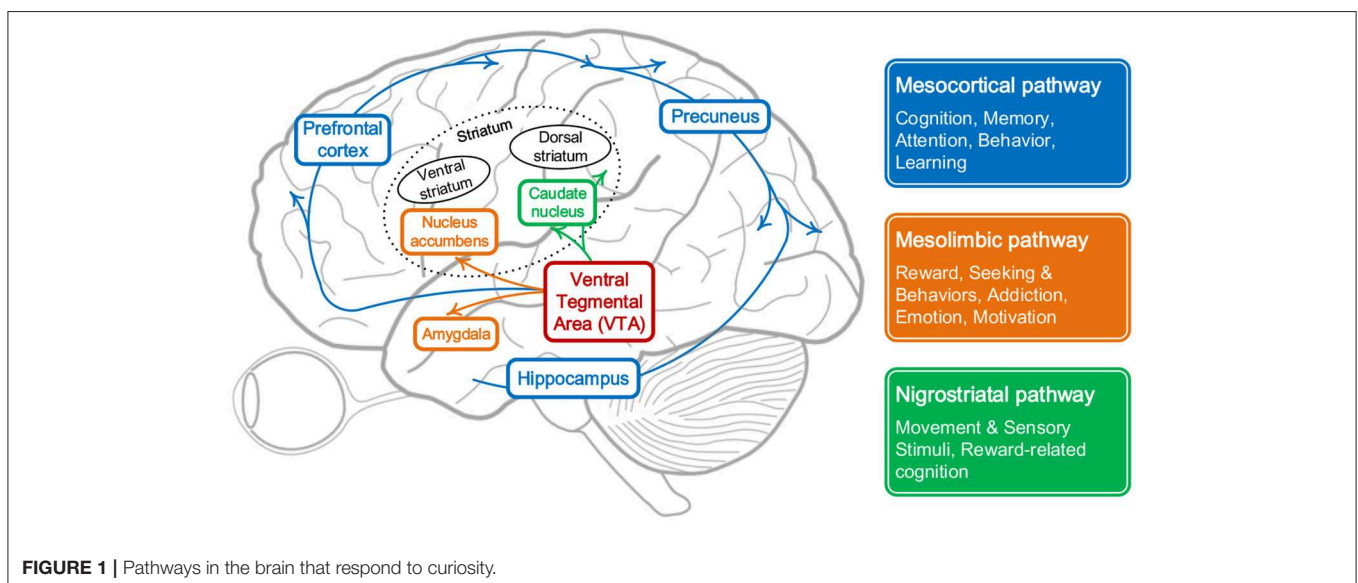 Prefrontal
cortex
Striatum
Ventral
striatum
Dorsal
striatum
Nucleus
accumbens
Caudate
nucleus
Precuneus
Ventral
Tegmental
Area (VTA)
Amygdala
Hippocampus
Mesocortical pathway
Cognition, Memory,
Attention, Behavior,
Learning
Mesolimbic pathway
Reward, Seeking &
Behaviors, Addiction,
Emotion, Motivation
Nigrostriatal pathway
Movement & Sensory
Stimuli, Reward-related
cognition
FIGURE 1 | Pathways in the brain that respond to curiosity.